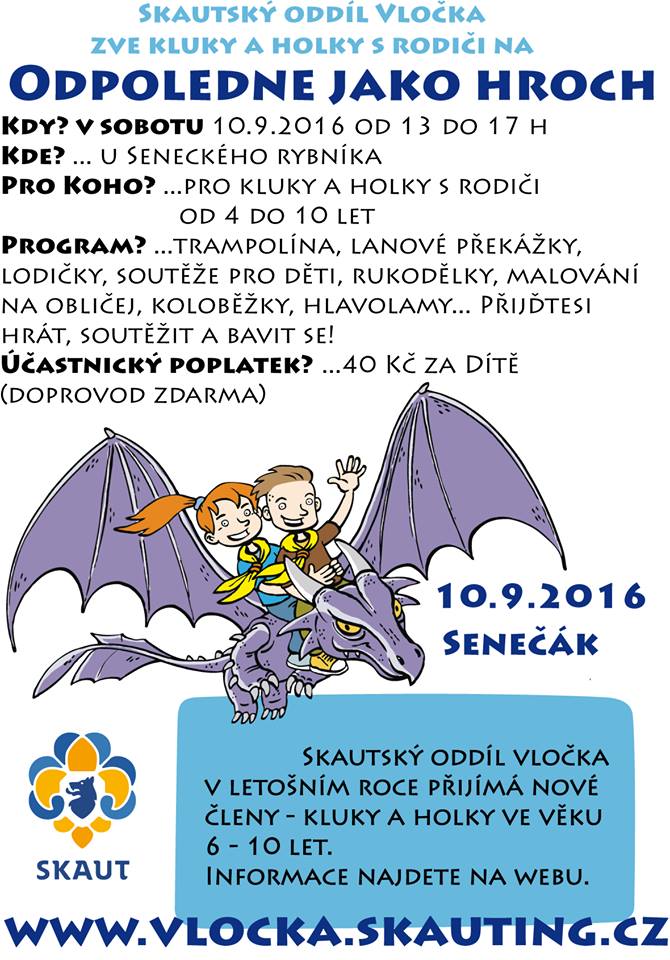 Skautský oddíl Vločka
zve kluky a holky s rodiči na
Odpoledne jako hroch
Kdy? v sobotu 10.9.2016 od 13 do 17 h
Kde? ... u Seneckého rybníka
Pro Koho? ...pro kluky a holky s rodiči
od 4 do 10 let
Program? ...trampolína, lanové překážky,
lodičky, soutěže pro děti, rukodělky, malování
na obličej, koloběžky, hlavolamy... Přijďtesi
hrát, soutěžit a bavit se!
Účastnický poplatek? ...40 Kč za Dítě
(doprovod zdarma)
10.9.2016
Senečák
Skautský oddíl vločka
v letošním roce přijímá nové
členy - kluky a holky ve věku
6 - 10 let.
Informace najdete na webu.
SKAUT
www.vlocka.skauting.cz